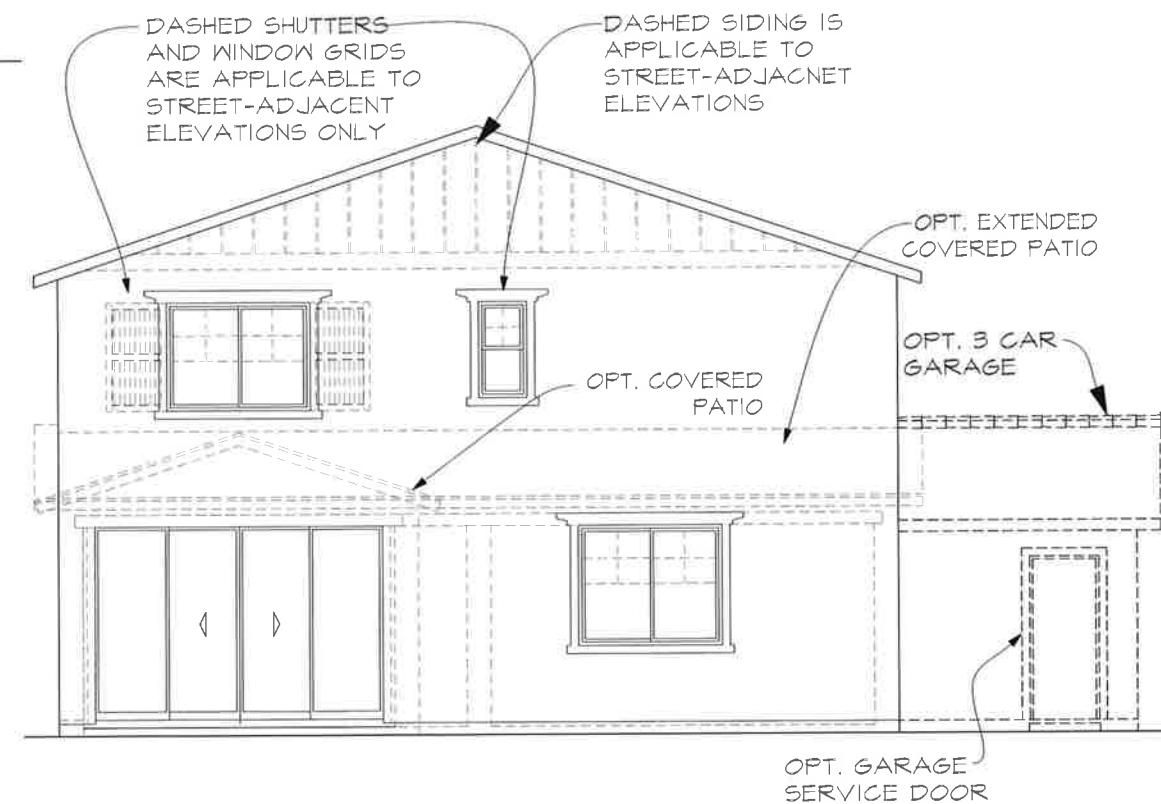 DASHED SHUTTERS
AND WINDOW GRIDS
ARE APPLICABLE TO
STREET-ADJACENT
ELEVATIONS ONLY
DASHED SIDING IS
APPLICABLE TO
STREET-ADJACNET
ELEVATIONS
OPT. EXTENDED
COVERED PATIO
OPT. 3 CAR
GARAGE
OPT. COVERED
PATIO
OPT. GARAGE
SERVICE DOOR